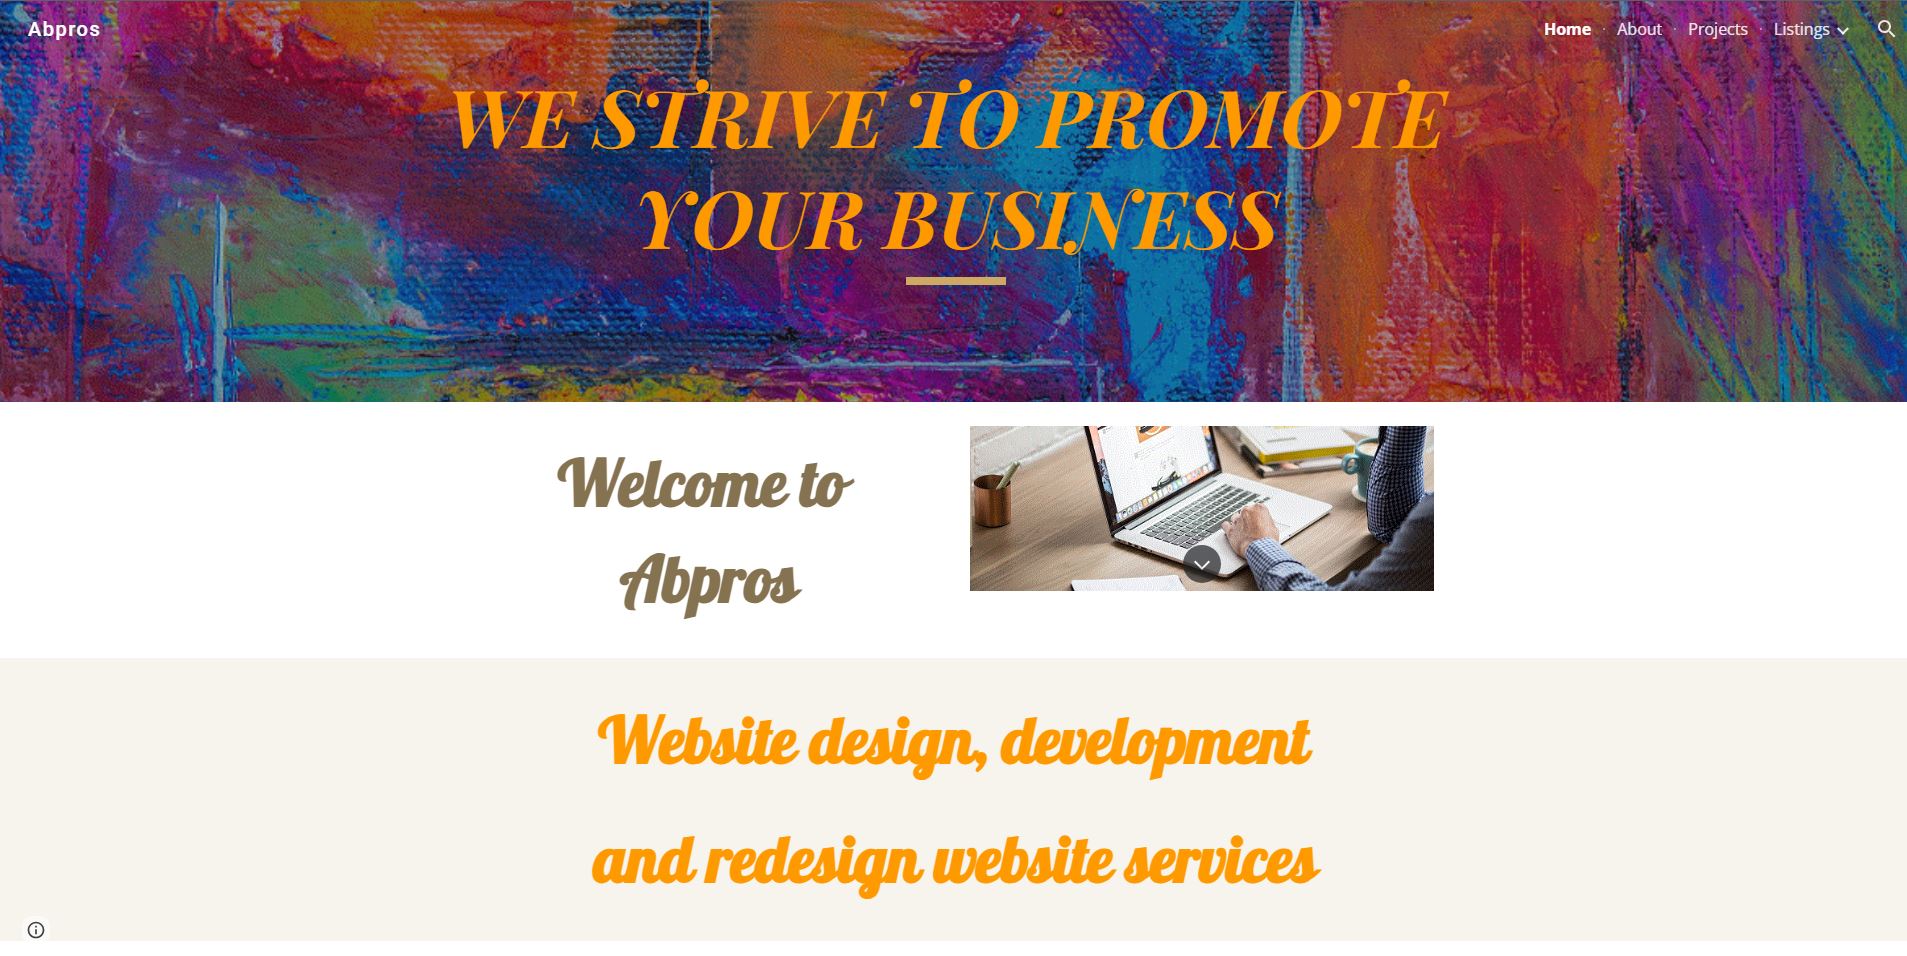 Abpros
Home · About · Projects · Listings
WE STRIVE TO PROMOTE
YOUR BUSINESS
Welcome to
Abpros
Website design, development
and redesign website services